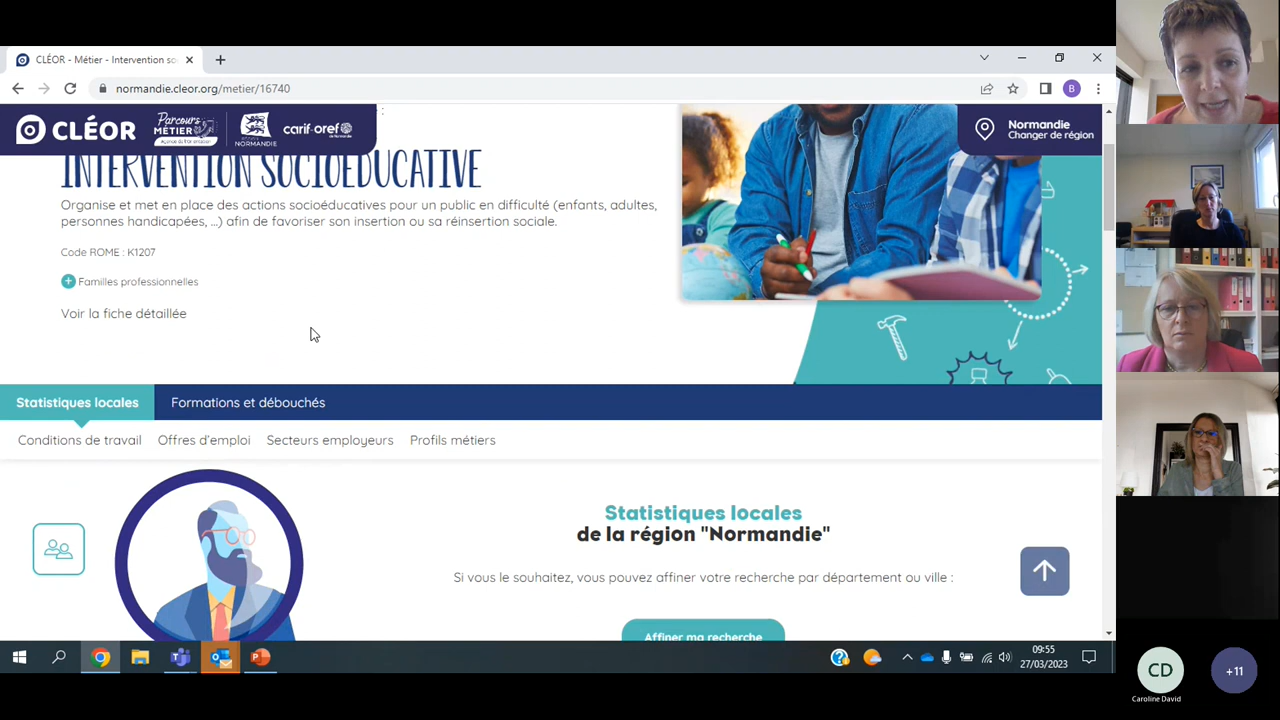 CLÉOR - Métier - Intervention so
normandie.cleor.org/metier/16740
B
CLÉOR
Parcours
MÉTIER
NORMANDIE
carif-oref
Normandie
Changer de région
INTERVENTION SOCIOÉDUCATIVE
Organise et met en place des actions socioéducatives pour un public en difficulté (enfants, adultes,
personnes handicapées, ...) afin de favoriser son insertion ou sa réinsertion sociale.
Code ROME : K1207
Familles professionnelles
Voir la fiche détaillée
Statistiques locales
Formations et débouchés
Conditions de travail
Offres d'emploi
Secteurs employeurs
Profils métiers
Statistiques locales
de la région "Normandie"
Si vous le souhaitez, vous pouvez affiner votre recherche par département ou ville :
Affiner ma recherche
09:55
27/03/2023
CD
Caroline David
+11